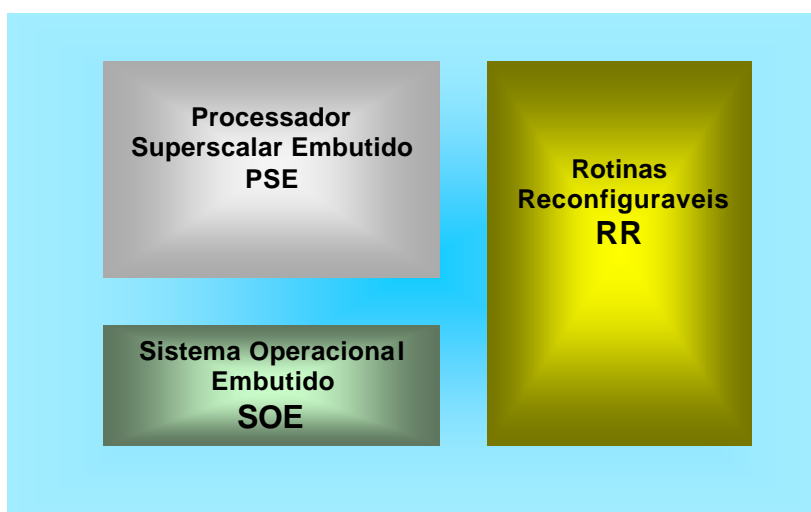 Processador
Superscalar Embutido
PSE
Sistema Operacional
Embutido
SOE
Rotinas
Reconfiguraveis
RR